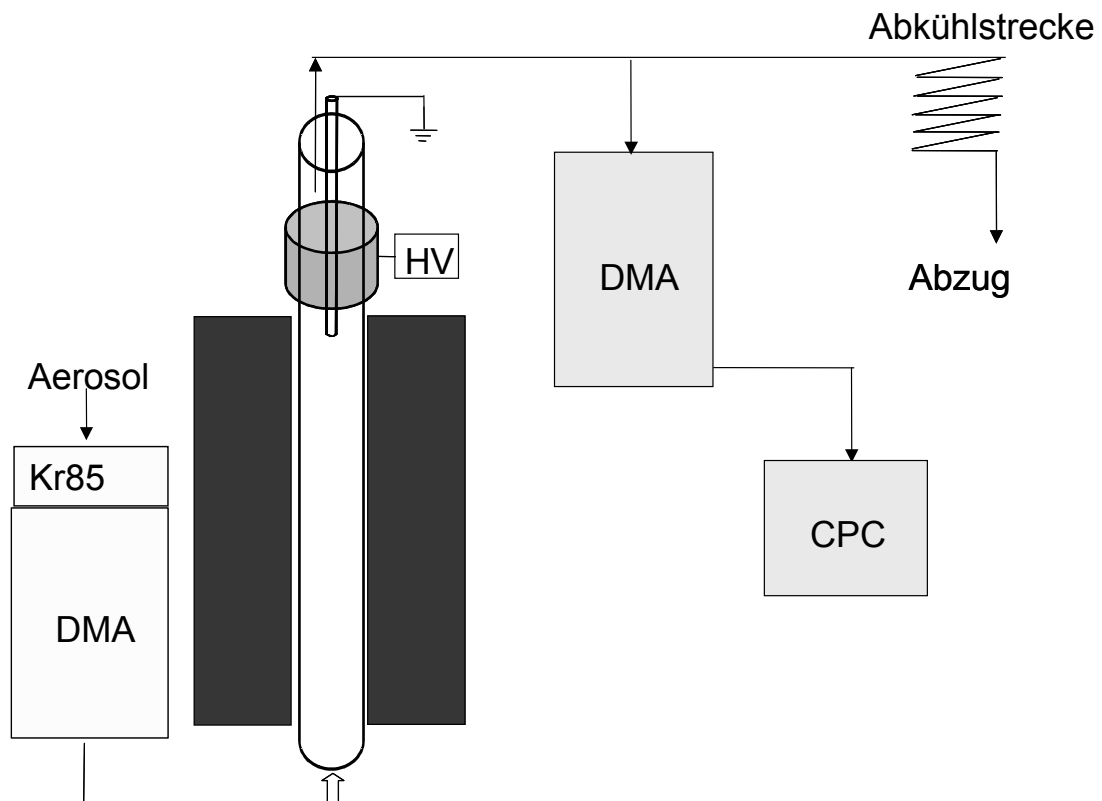 Abkühlstrecke
HV
DMA
Abzug
Aerosol
Kr85
CPC
DMA